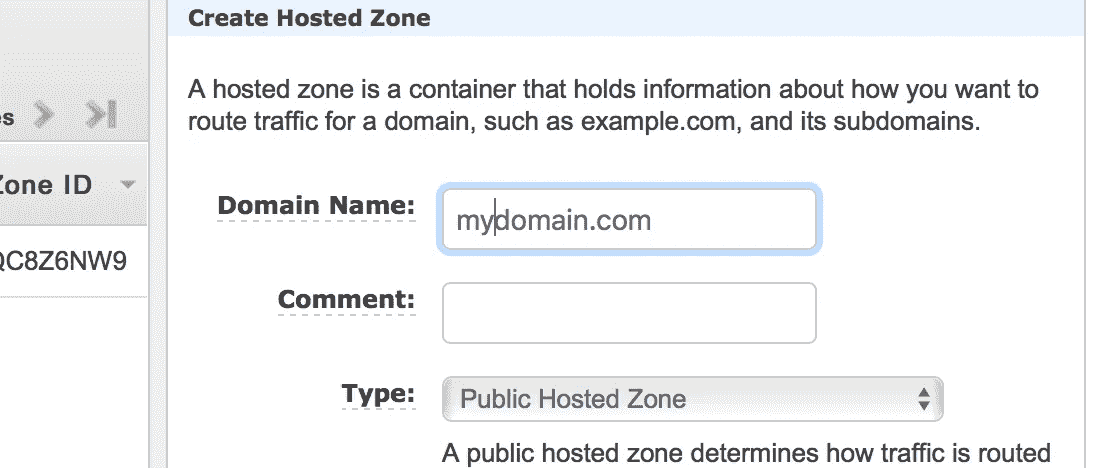 Create Hosted Zone
A hosted zone is a container that holds information about how you want to
route traffic for a domain, such as example.com, and its subdomains.
Zone ID
Domain Name:
mydomain.com
QC8Z6NW9
Comment:
Type:
Public Hosted Zone
A public hosted zone determines how traffic is routed